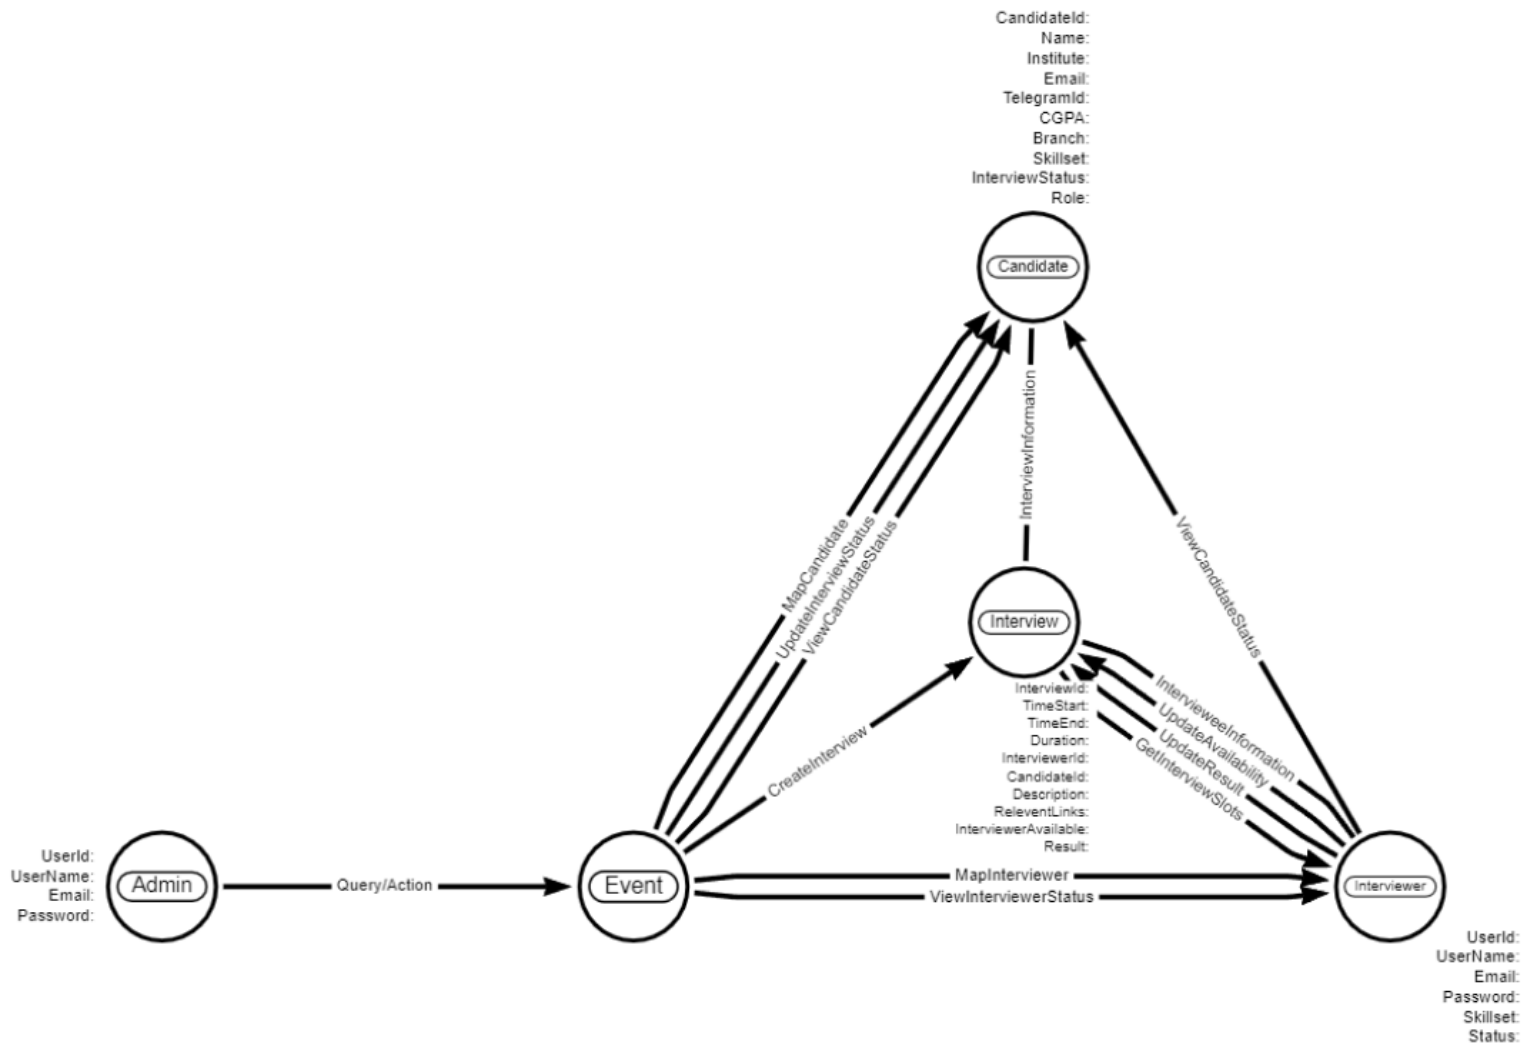 CandidateId:
Name:
Institute:
Email:
TelegramId:
CGPA:
Branch:
Skillset:
InterviewStatus:
Role:
Candidate
InterviewInformation
MapCandidate
UpdateInterviewStatus
ViewCandidateStatus
ViewCandidateStatus
Interview
CreateInterview
IntervieweeInformation
UpdateAvailability
UpdateResult
GetInterviewSlots
InterviewId:
TimeStart:
TimeEnd:
Duration:
InterviewerId:
CandidateId:
Description:
ReleventLinks:
InterviewerAvailable:
Result:
UserId:
UserName:
Email:
Password:
Admin
Query/Action
Event
MapInterviewer
ViewInterviewerStatus
Interviewer
UserId:
UserName:
Email:
Password:
Skillset:
Status: